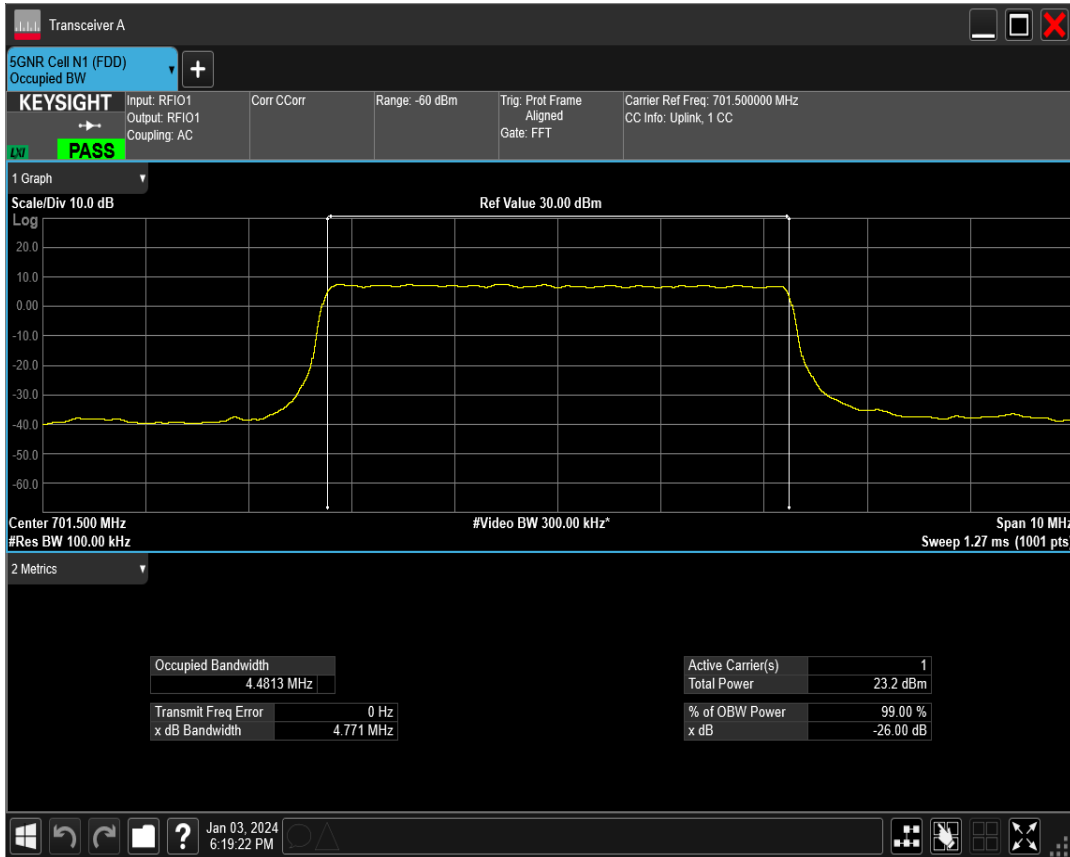 Transceiver A
5GNR Cell N1 (FDD)
Occupied BW
+
KEYSIGHT
LXI
PASS
Input: RFIO1
Output: RFIO1
Coupling: AC
Corr CCorr
Range: -60 dBm
Trig: Prot Frame
Aligned
Gate: FFT
Carrier Ref Freq: 701.500000 MHz
CC Info: Uplink, 1 CC
1 Graph
Scale/Div 10.0 dB
Ref Value 30.00 dBm
Log
20.0
10.0
0.00
-10.0
-20.0
-30.0
-40.0
-50.0
-60.0
Center 701.500 MHz
#Video BW 300.00 kHz*
Span 10 MHz
#Res BW 100.00 kHz
Sweep 1.27 ms (1001 pts)
2 Metrics
Occupied Bandwidth
4.4813 MHz
Transmit Freq Error 0 Hz
x dB Bandwidth 4.771 MHz
Active Carrier(s) 1
Total Power 23.2 dBm
% of OBW Power 99.00 %
x dB -26.00 dB
?
Jan 03, 2024
6:19:22 PM